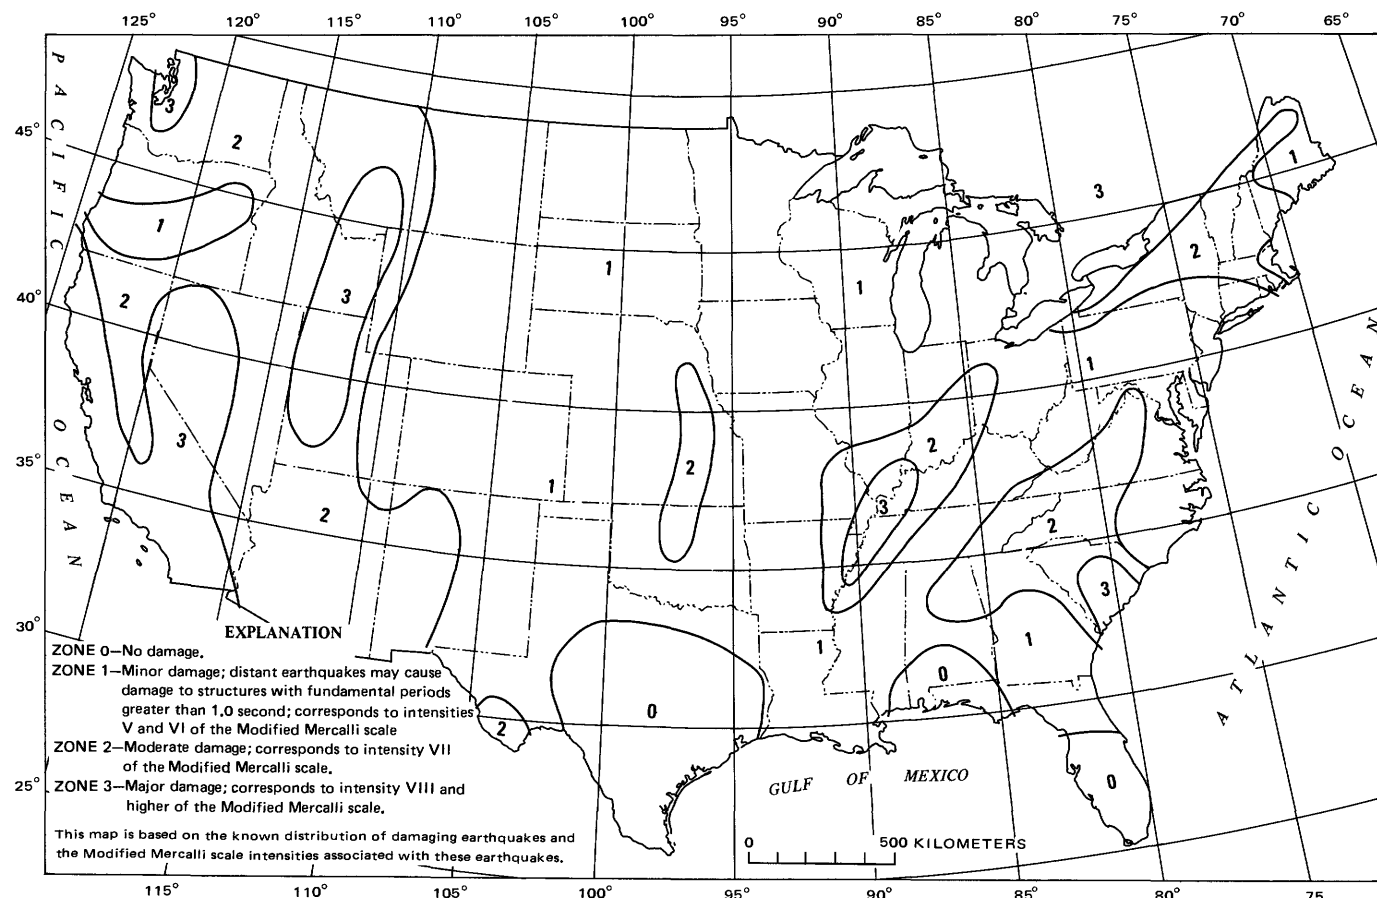 125° 120° 115° 110° 105° 100° 95° 90° 85° 80° 75° 70° 65°
PACIFIC OCEAN
45°
40°
35°
30°
25°
3
2
1
2
3
3
2
1
1
2
1
2
3
1
3
2
1
1
2
3
1
0
1
0
2
0
ATLANTIC OCEAN
GULF OF MEXICO
0 500 KILOMETERS
EXPLANATION
ZONE 0—No damage.
ZONE 1—Minor damage; distant earthquakes may cause
damage to structures with fundamental periods
greater than 1.0 second; corresponds to intensities
V and VI of the Modified Mercalli scale
ZONE 2—Moderate damage; corresponds to intensity VII
of the Modified Mercalli scale.
ZONE 3—Major damage; corresponds to intensity VIII and
higher of the Modified Mercalli scale.
This map is based on the known distribution of damaging earthquakes and
the Modified Mercalli scale intensities associated with these earthquakes.
115° 110° 105° 100° 95° 90° 85° 80° 75°